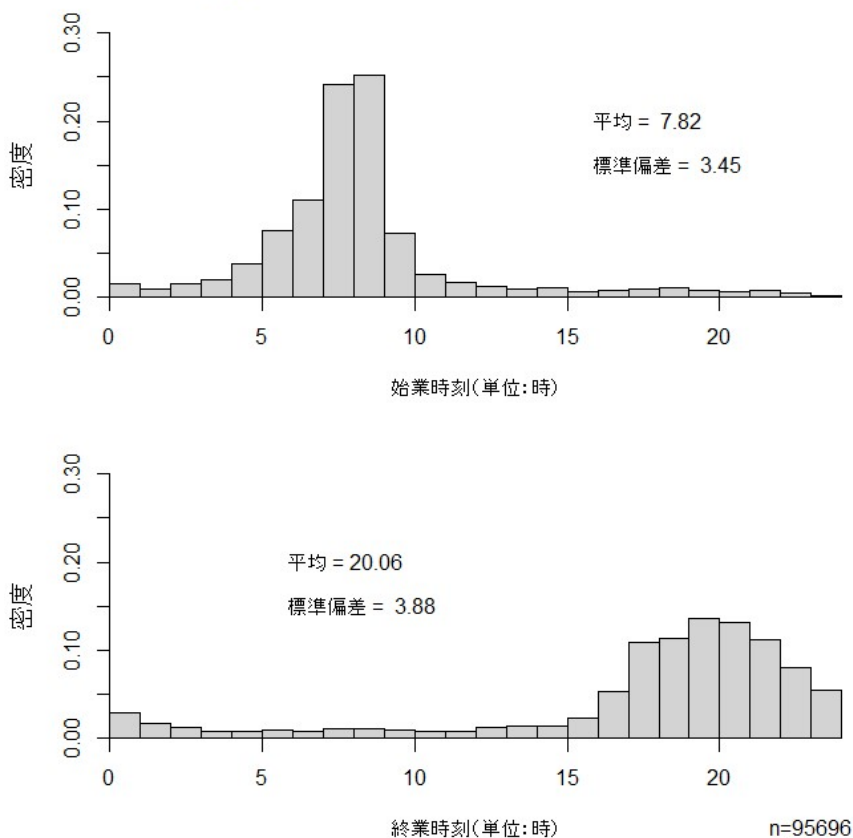 0.30
0.20
0.10
0.00
密度
平均 = 7.82
標準偏差 = 3.45
0 5 10 15 20
始業時刻(単位:時)
0.30
0.20
0.10
0.00
密度
平均 = 20.06
標準偏差 = 3.88
0 5 10 15 20
終業時刻(単位:時)
n=95696